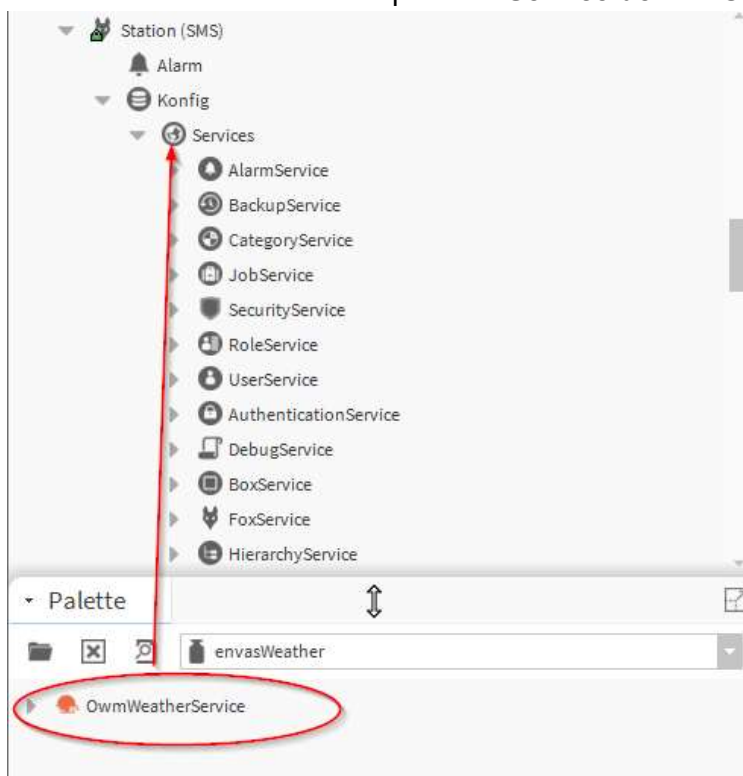 Station (SMS)
Alarm
Konfig
Services
AlarmService
BackupService
CategoryService
JobService
SecurityService
RoleService
UserService
AuthenticationService
DebugService
BoxService
FoxService
HierarchyService
Palette
envasWeather
OwmWeatherService